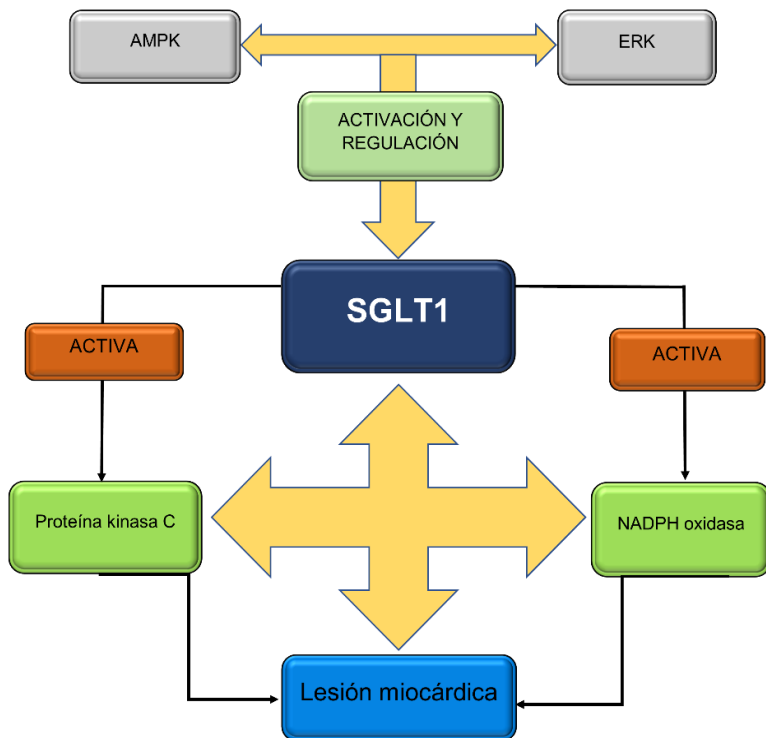 AMPK
ERK
ACTIVACIÓN Y
REGULACIÓN
SGLT1
ACTIVA
ACTIVA
Proteína kinasa C
NADPH oxidasa
Lesión miocárdica